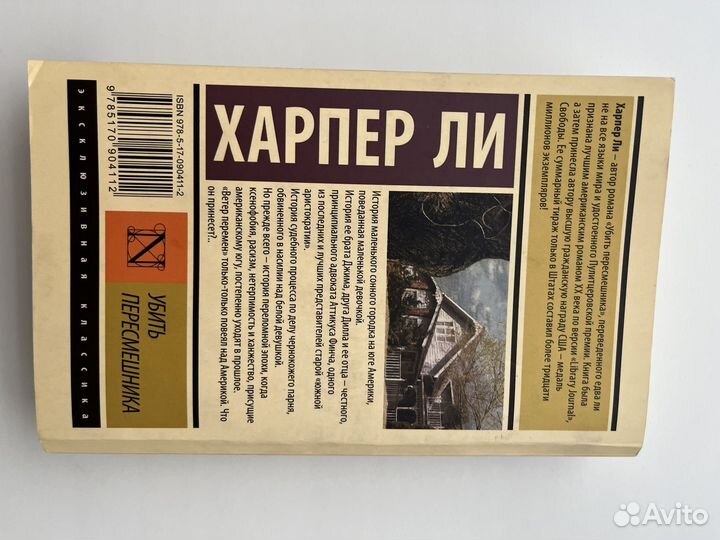 Харпер Ли – автор романа «Убить пересмешника», переведенного едва ли
не на все языки мира и удостоенного Пулитцеровской премии. Книга была
признана лучшим американским романом XX века по версии «Library Journal»,
а затем принесла автору высшую гражданскую награду США – медаль
Свободы. Ее суммарный тираж только в Штатах составил более тридцати
миллионов экземпляров!
ХАРПЕР ЛИ
История маленького сонного городка на юге Америки,
поведанная маленькой девочкой.
История ее брата Джима, друга Дилла и ее отца – честного,
принципиального адвоката Аттикуса Финча, одного
из последних и лучших представителей старой «южной
аристократии».
История судебного процесса по делу чернокожего парня,
обвиненного в насилии над белой девушкой.
Но прежде всего – история переломной эпохи, когда
ксенофобия, расизм, нетерпимость и ханжество, присущие
американскому югу, постепенно уходят в прошлое.
«Ветер перемен» только-только повеял над Америкой. Что
он принесет?..
УБИТЬ
ПЕРЕСМЕШНИКА
ISBN 978-5-17-090411-2
9 785170 904112
эксклюзивная классика
Avito